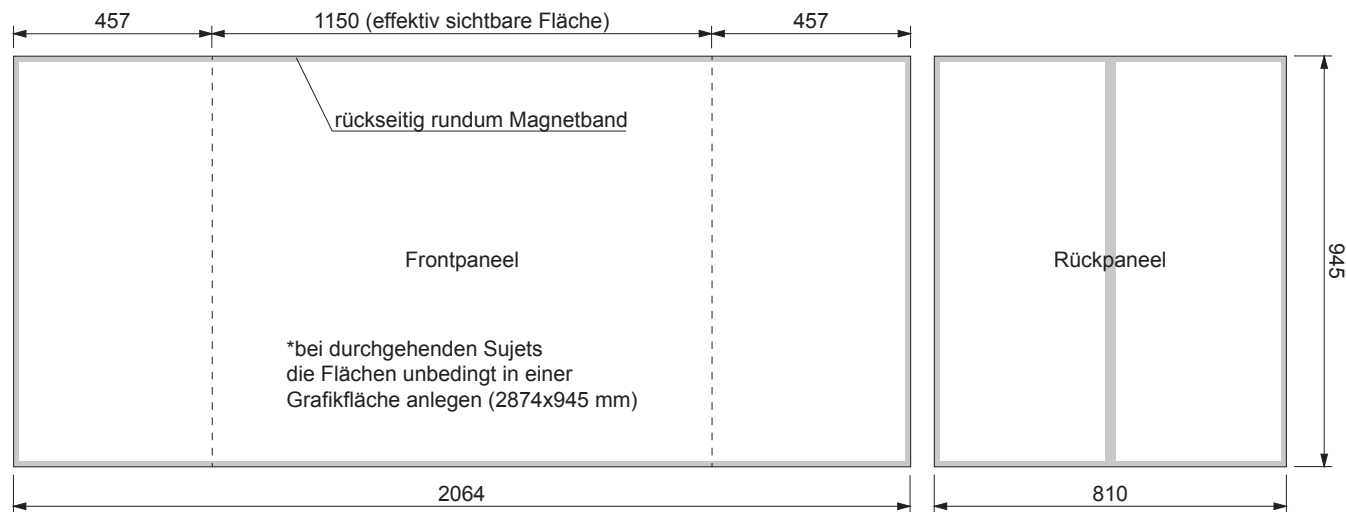 457
1150 (effektiv sichtbare Fläche)
457
rückseitig rundum Magnetband
Frontpaneel
Rückpaneel
945
*bei durchgehenden Sujets
die Flächen unbedingt in einer
Grafikfläche anlegen (2874x945 mm)
2064
810